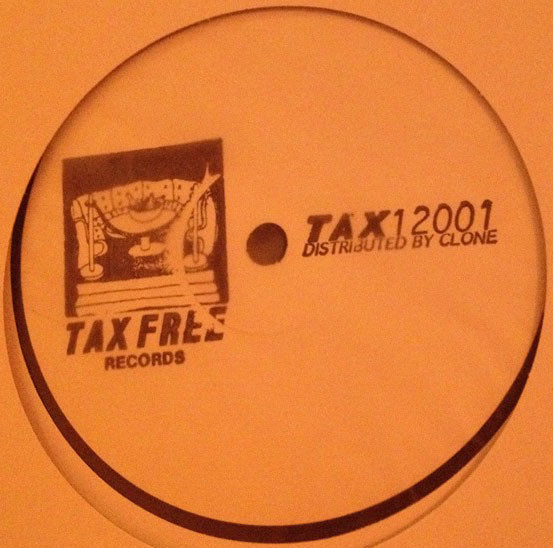 TAX FREE
RECORDS
TAX12001
DISTRIBUTED BY CLONE